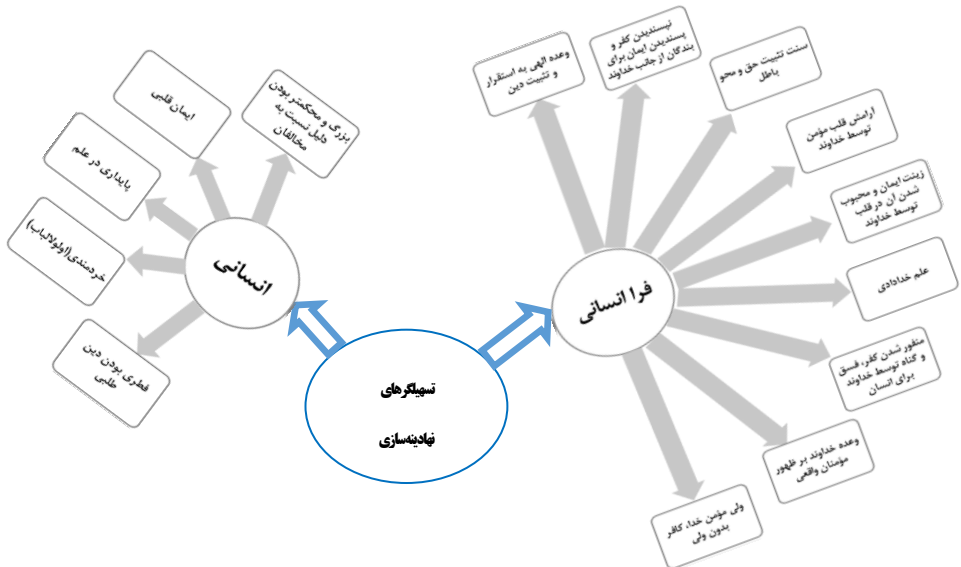 وعده الهی به استقرار
و تثبیت دین
نپسندیدن کفر و
پسندیدن ایمان برای
بندگان از جانب خداوند
سنت تثبیت حق و محو
باطل
ارامش قلب مؤمن
توسط خداوند
زینت ایمان و محبوب
شدن آن در قلب
توسط خداوند
علم خدادادی
منفور شدن کفر، فسق
و گناه توسط خداوند
برای انسان
وعده خداوند بر ظهور
مؤمنان واقعی
ولی مؤمن خدا، کافر
بدون ولی
فرا انسانی
بزرگ و محکمتر بودن
دلیل نسبت به
مخالفان
ایمان قلبی
پایداری در علم
خردمندی(اولولالباب)
فطری بودن دین
طلبی
انسانی
تسهیلگرهای
نهادینه‌سازی